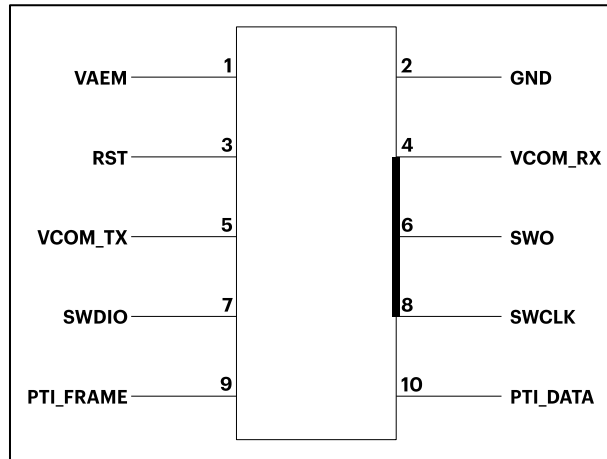 VAEM 1 2 GND
RST 3 4 VCOM_RX
VCOM_TX 5 6 SWO
SWDIO 7 8 SWCLK
PTI_FRAME 9 10 PTI_DATA